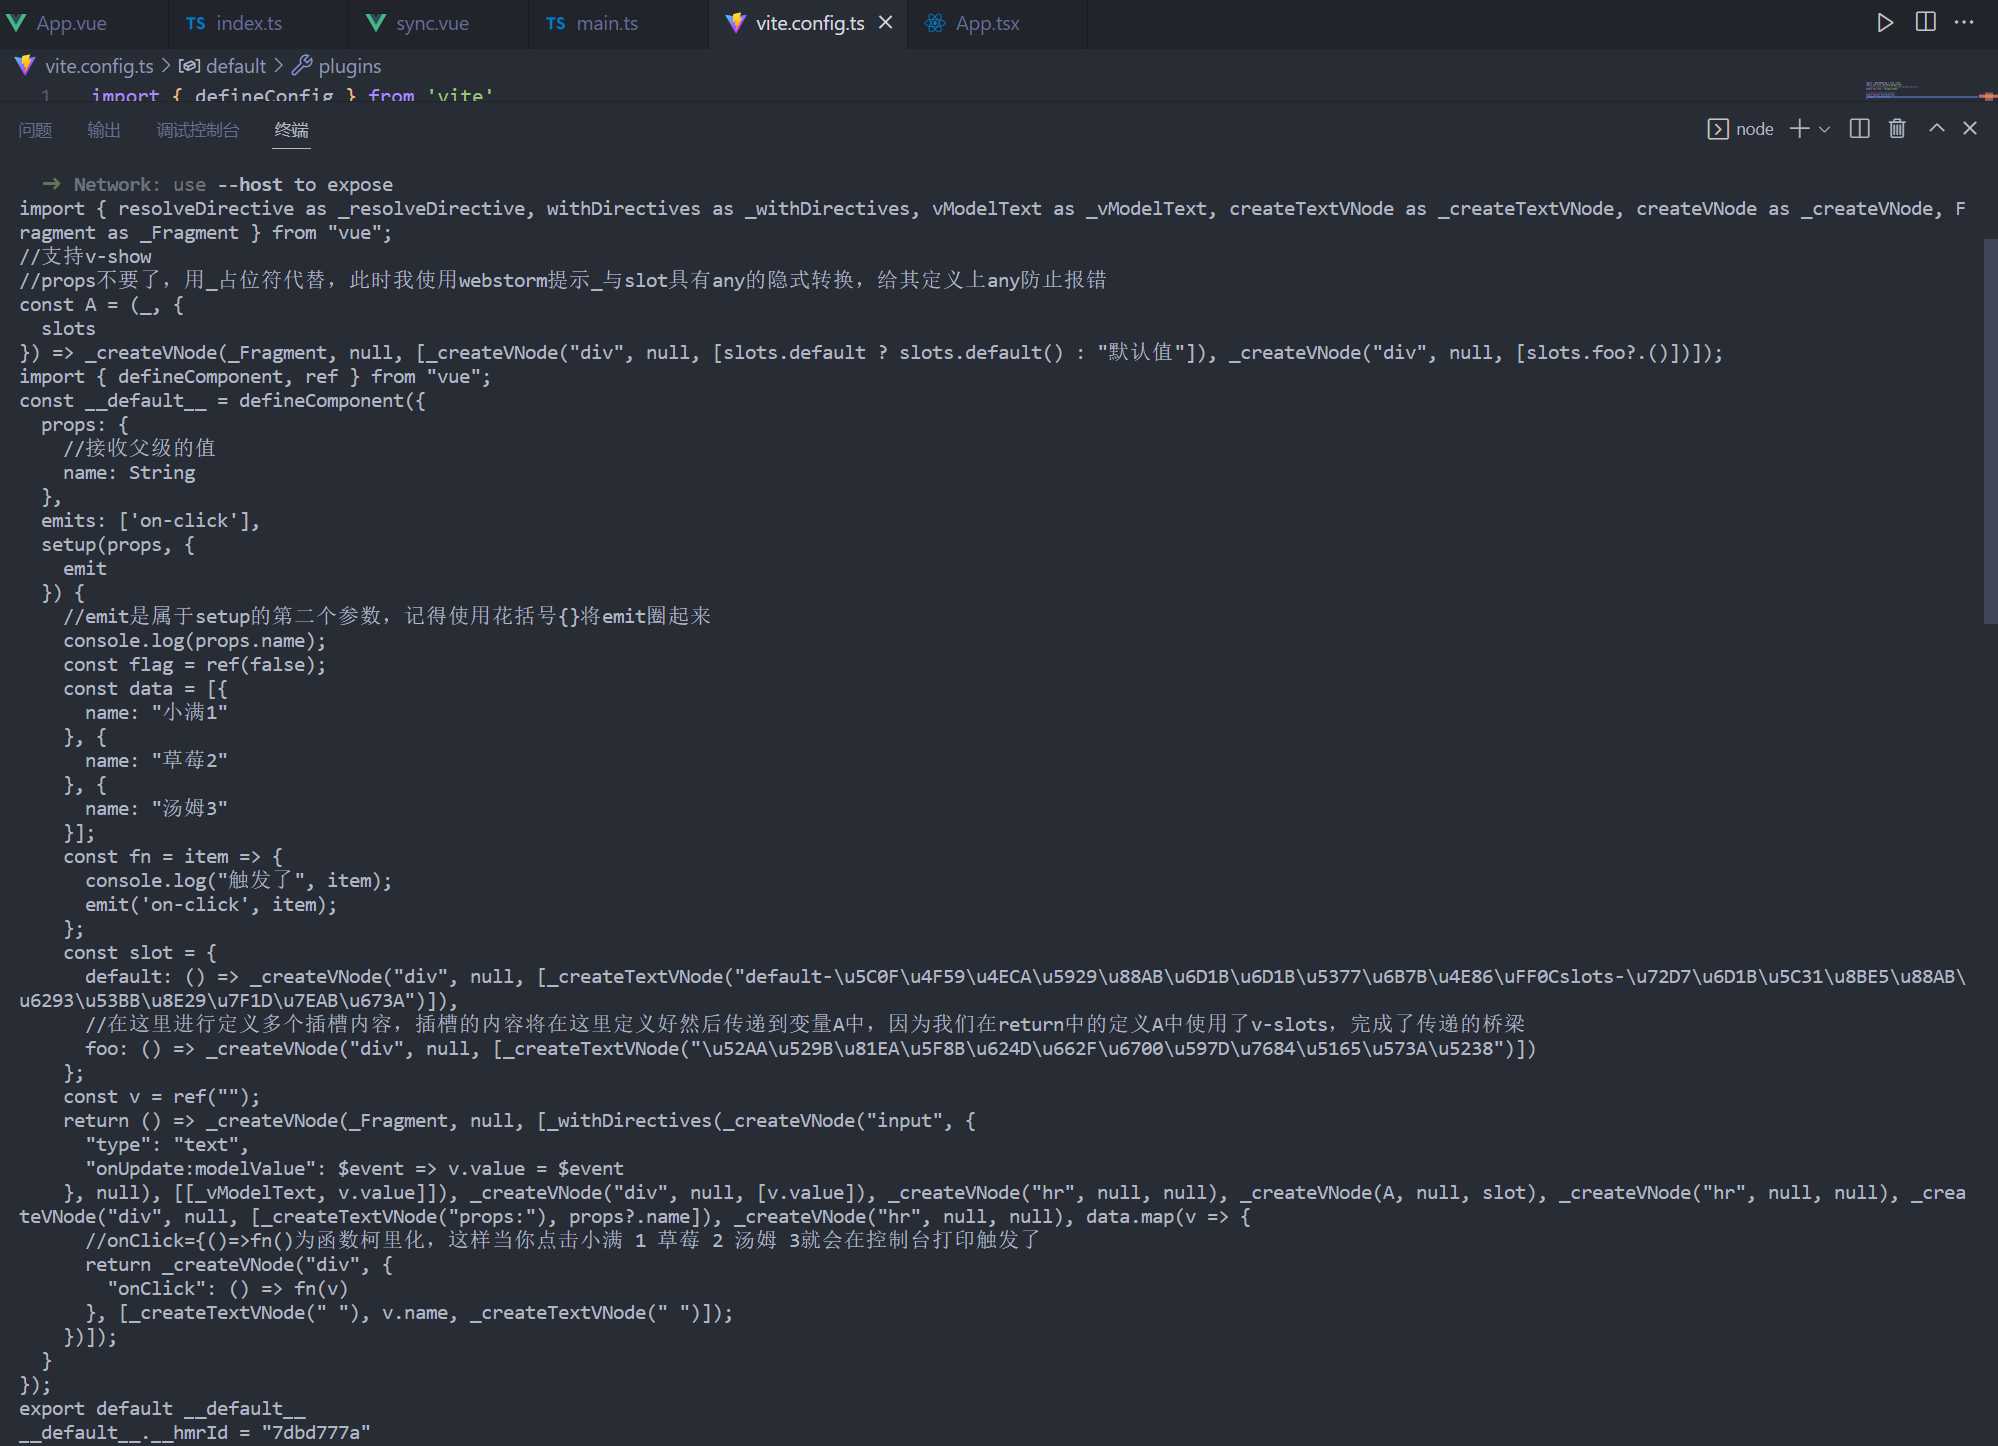 App.vue TS index.ts sync.vue TS main.ts vite.config.ts App.tsx
vite.config.ts > default > plugins
1 import { defineConfig } from 'vite'
问题 输出 调试控制台 终端 node
➜ Network: use --host to expose
import { resolveDirective as _resolveDirective, withDirectives as _withDirectives, vModelText as _vModelText, createTextVNode as _createTextVNode, createVNode as _createVNode, F
ragment as _Fragment } from "vue";
//支持v-show
//props不要了，用_占位符代替，此时我使用webstorm提示_与slot具有any的隐式转换，给其定义上any防止报错
const A = (_, {
  slots
}) => _createVNode(_Fragment, null, [_createVNode("div", null, [slots.default ? slots.default() : "默认值"]), _createVNode("div", null, [slots.foo?.()])]);
import { defineComponent, ref } from "vue";
const __default__ = defineComponent({
  props: {
    //接收父级的值
    name: String
  },
  emits: ['on-click'],
  setup(props, {
    emit
  }) {
    //emit是属于setup的第二个参数，记得使用花括号{}将emit圈起来
    console.log(props.name);
    const flag = ref(false);
    const data = [{
      name: "小满1"
    }, {
      name: "草莓2"
    }, {
      name: "汤姆3"
    }];
    const fn = item => {
      console.log("触发了", item);
      emit('on-click', item);
    };
    const slot = {
      default: () => _createVNode("div", null, [_createTextVNode("default-\u5C0F\u4F59\u4ECA\u5929\u88AB\u6D1B\u6D1B\u5377\u6B7B\u4E86\uFF0Cslots-\u72D7\u6D1B\u5C31\u8BE5\u88AB\
u6293\u53BB\u8E29\u7F1D\u7EAB\u673A")]),
      //在这里进行定义多个插槽内容，插槽的内容将在这里定义好然后传递到变量A中，因为我们在return中的定义A中使用了v-slots，完成了传递的桥梁
      foo: () => _createVNode("div", null, [_createTextVNode("\u52AA\u529B\u81EA\u5F8B\u624D\u662F\u6700\u597D\u7684\u5165\u573A\u5238")])
    };
    const v = ref("");
    return () => _createVNode(_Fragment, null, [_withDirectives(_createVNode("input", {
      "type": "text",
      "onUpdate:modelValue": $event => v.value = $event
    }, null), [[_vModelText, v.value]]), _createVNode("div", null, [v.value]), _createVNode("hr", null, null), _createVNode(A, null, slot), _createVNode("hr", null, null), _crea
teVNode("div", null, [_createTextVNode("props:"), props?.name]), _createVNode("hr", null, null), data.map(v => {
      //onClick={()=>fn()为函数柯里化，这样当你点击小满 1 草莓 2 汤姆 3就会在控制台打印触发了
      return _createVNode("div", {
        "onClick": () => fn(v)
      }, [_createTextVNode(" "), v.name, _createTextVNode(" ")]);
    })]);
  }
});
export default __default__
__default__.__hmrId = "7dbd777a"